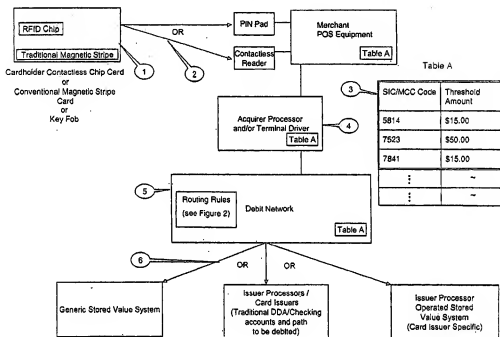 RFID Chip
Traditional Magnetic Stripe
Cardholder Contactless Chip Card
or
Conventional Magnetic Stripe
Card
or
Key Fob
1
OR
2
PIN Pad
Contactless
Reader
Merchant
POS Equipment
Table A
Table A
3
SIC/MCC Code
Threshold
Amount
5814
$15.00
7523
$50.00
7841
$15.00
Acquirer Processor
and/or Terminal Driver
Table A
4
5
Routing Rules
(see Figure 2)
Debit Network
Table A
6
OR
OR
Generic Stored Value System
Issuer Processors /
Card Issuers
(Traditional DDA/Checking
accounts and path
to be debited)
Issuer Processor
Operated Stored
Value System
(Card Issuer Specific)